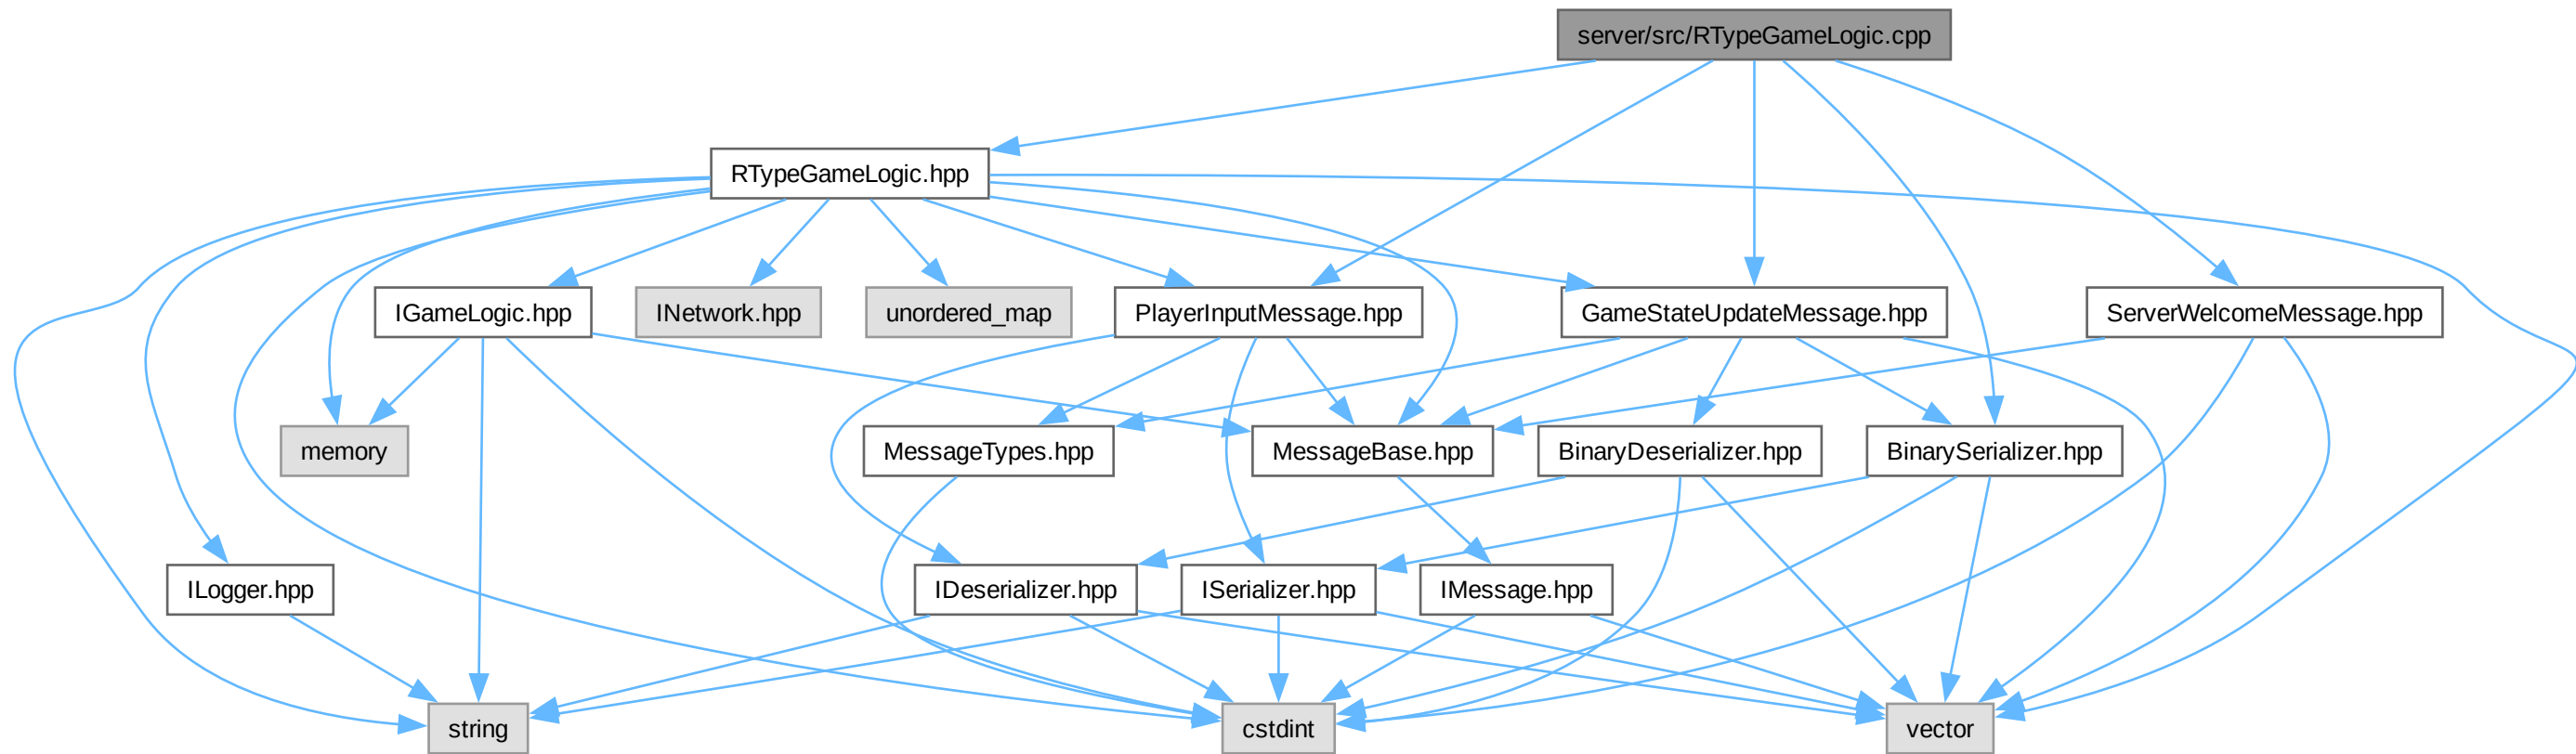 server/src/RTypeGameLogic.cpp
RTypeGameLogic.hpp
IGameLogic.hpp
INetwork.hpp
unordered_map
PlayerInputMessage.hpp
GameStateUpdateMessage.hpp
ServerWelcomeMessage.hpp
memory
MessageTypes.hpp
MessageBase.hpp
BinaryDeserializer.hpp
BinarySerializer.hpp
ILogger.hpp
IDeserializer.hpp
ISerializer.hpp
IMessage.hpp
string
cstdint
vector